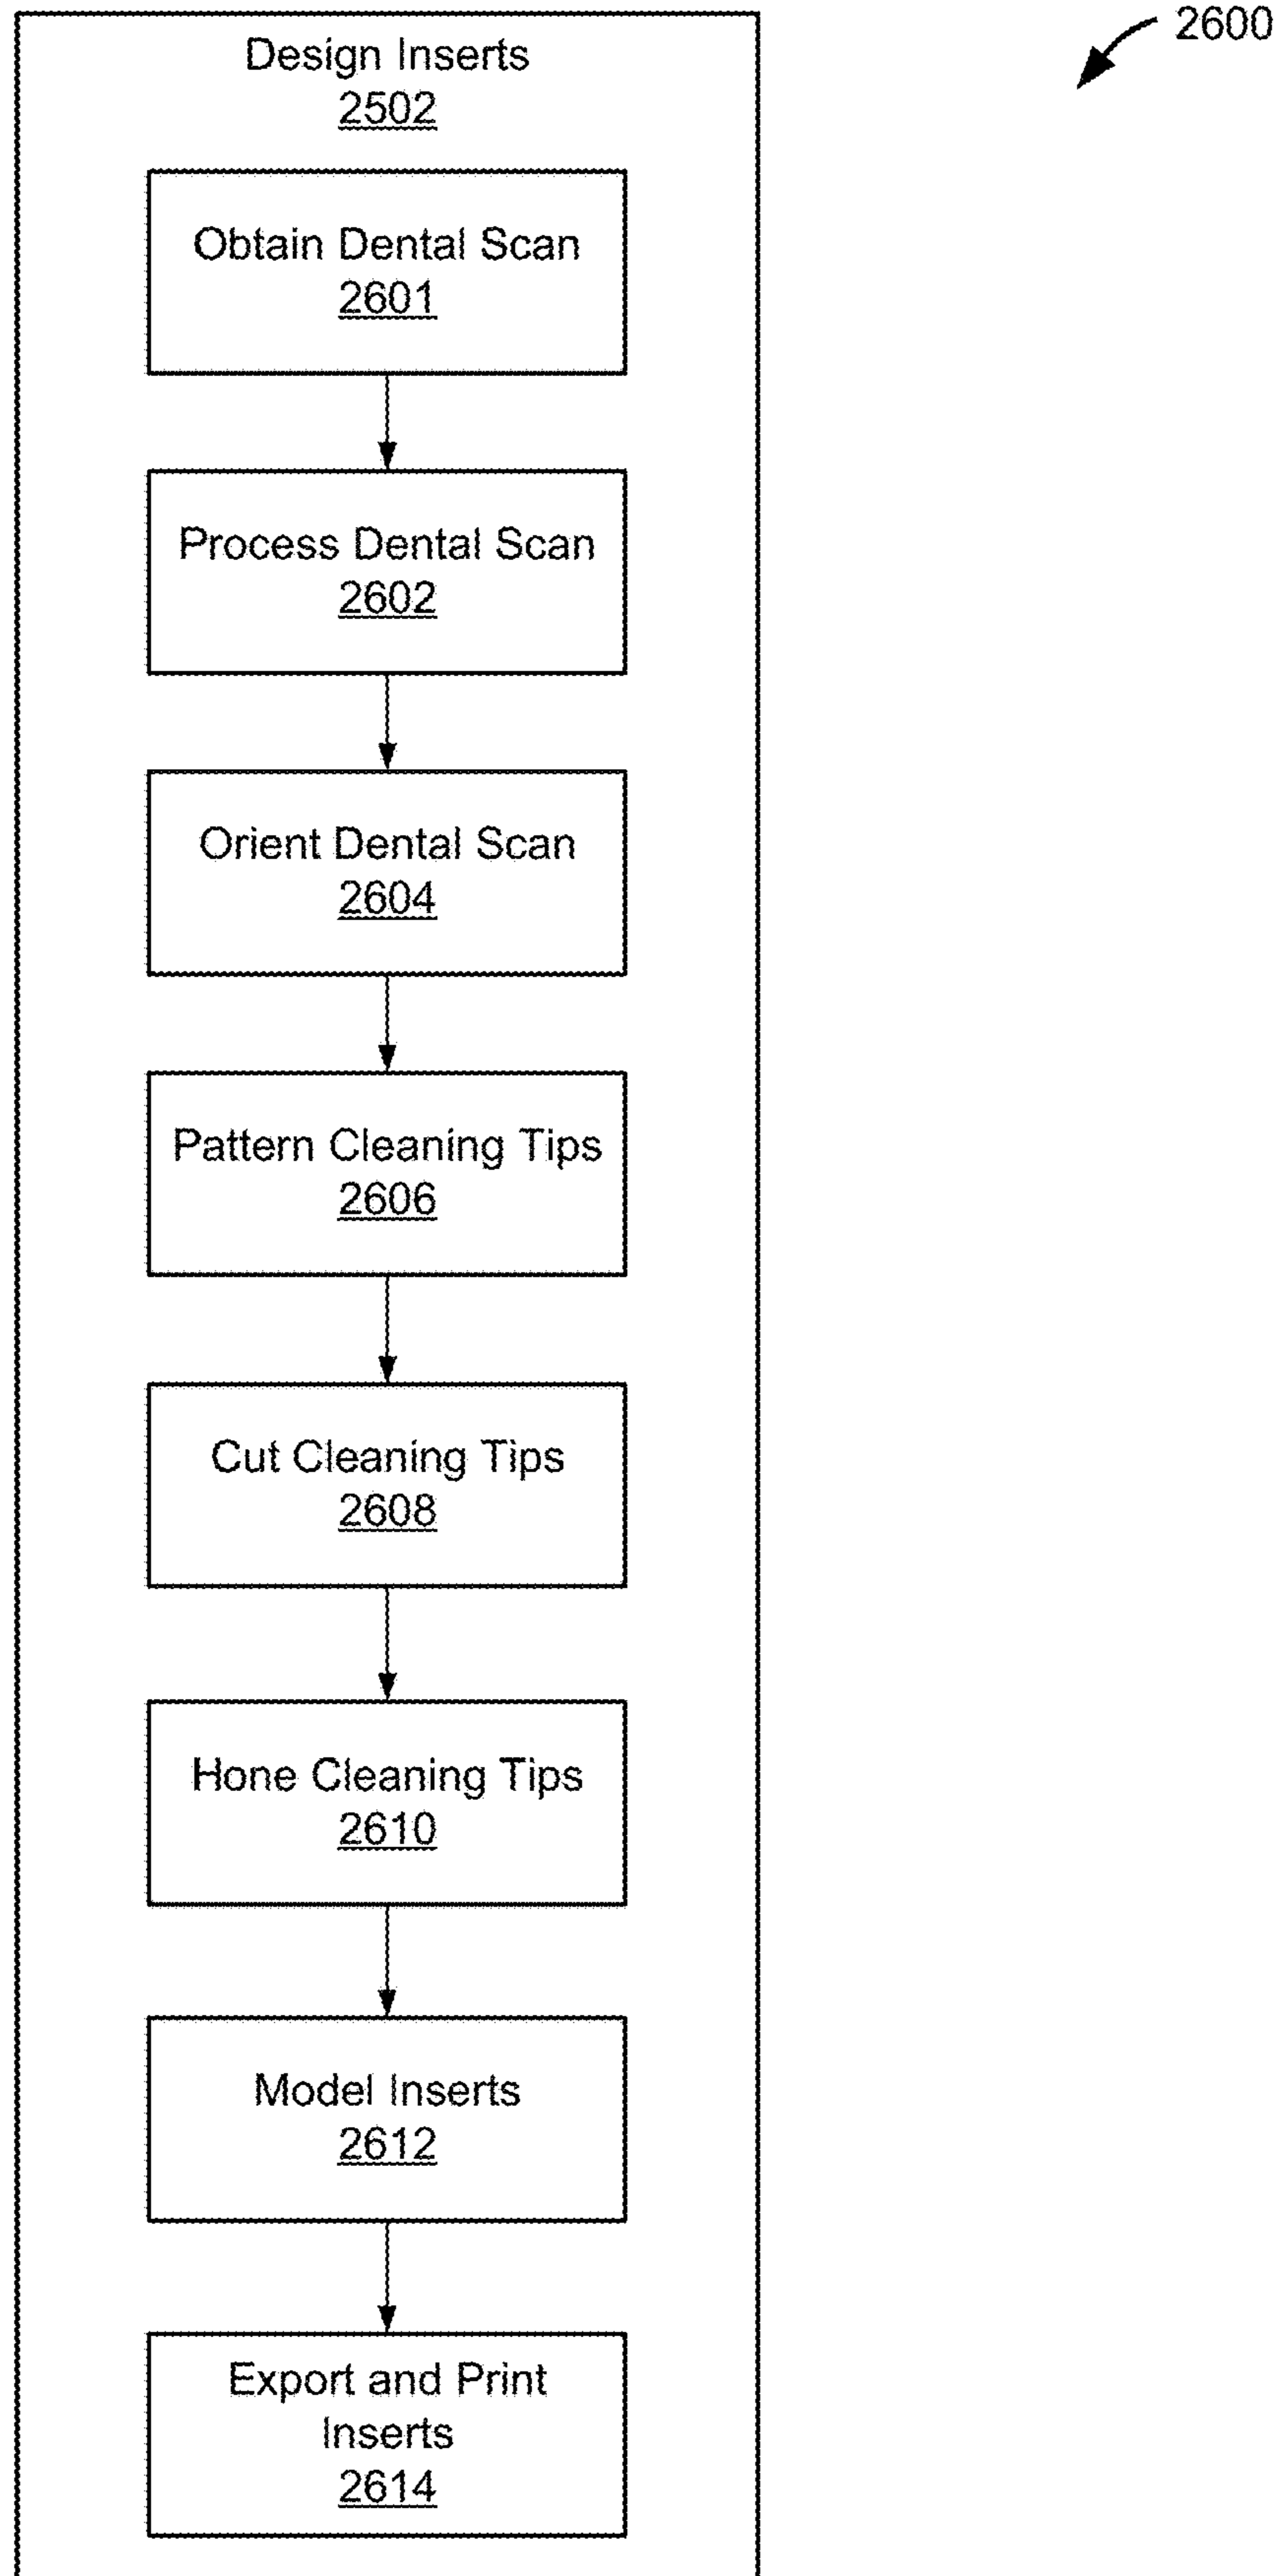 2600
Design Inserts
2502
Obtain Dental Scan
2601
Process Dental Scan
2602
Orient Dental Scan
2604
Pattern Cleaning Tips
2606
Cut Cleaning Tips
2608
Hone Cleaning Tips
2610
Model Inserts
2612
Export and Print
Inserts
2614